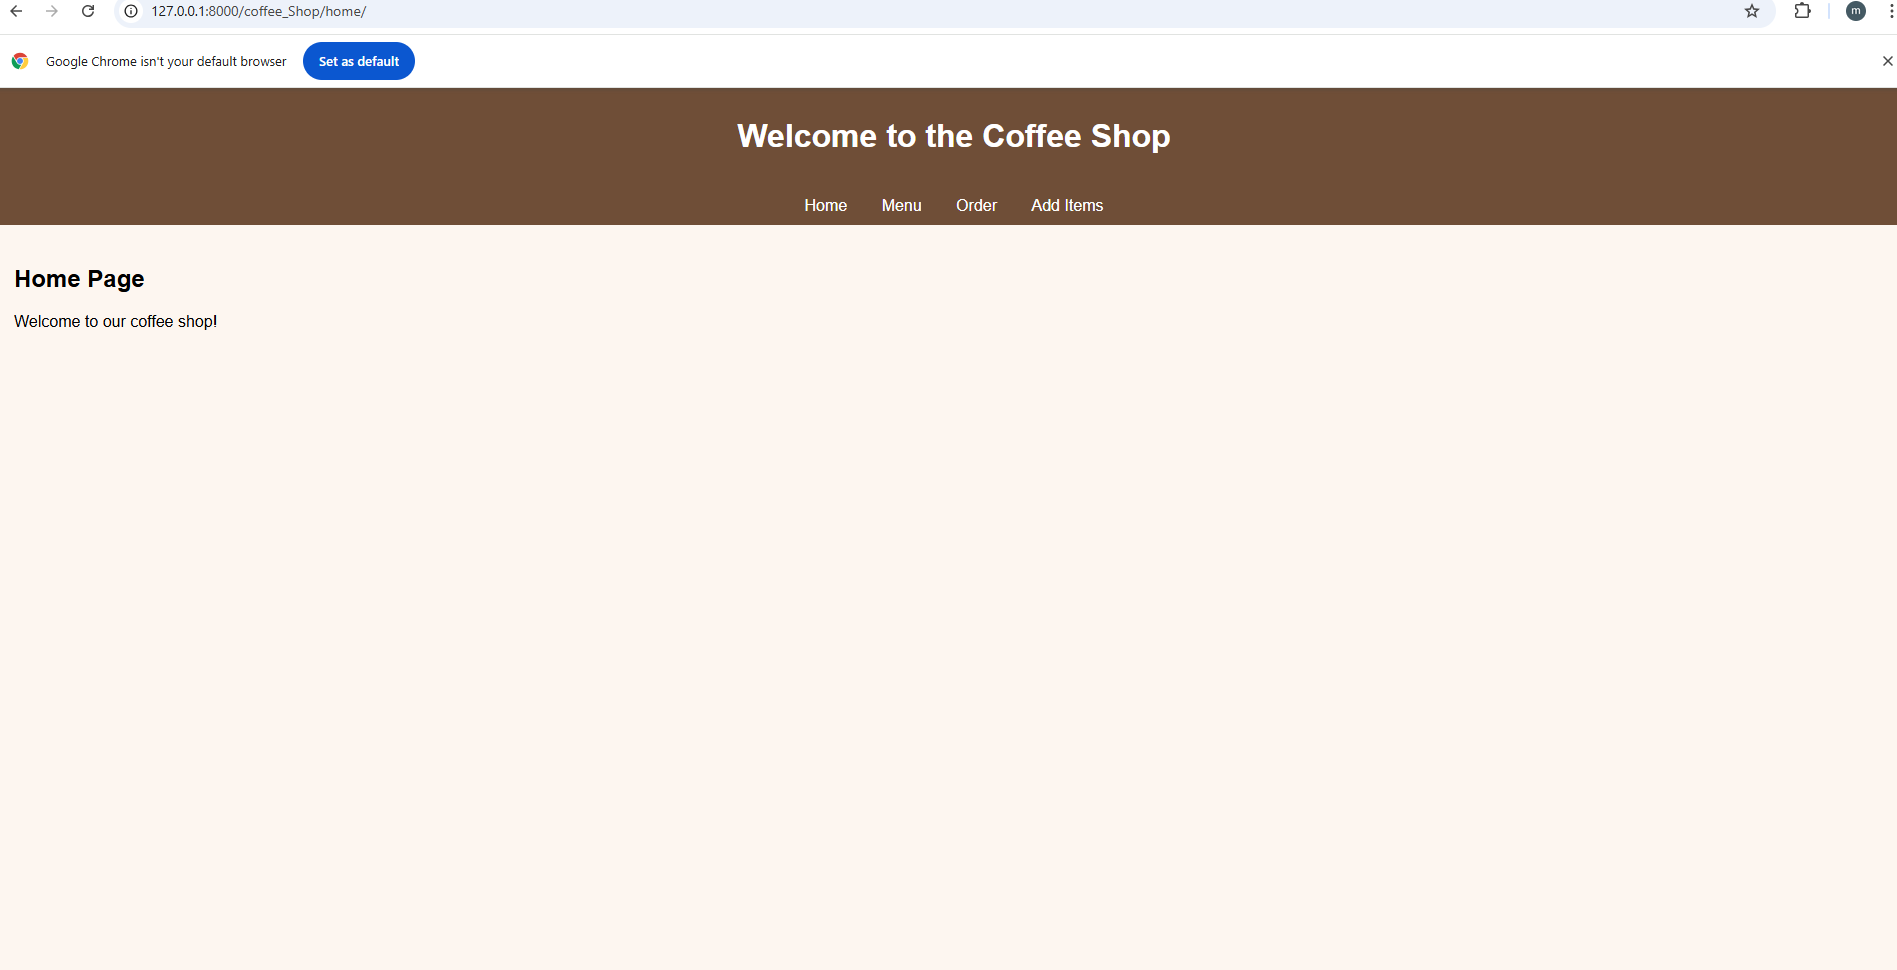 127.0.0.1:8000/coffee_Shop/home/
m
Google Chrome isn't your default browser
Set as default
Welcome to the Coffee Shop
Home Menu Order Add Items
Home Page
Welcome to our coffee shop!